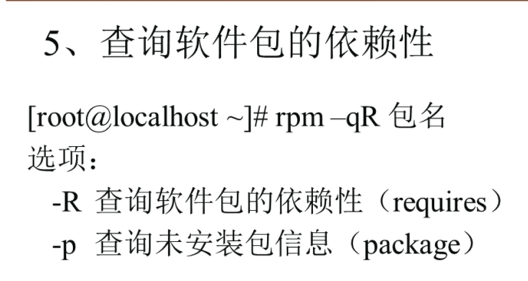 5、查询软件包的依赖性
[root@localhost ~]# rpm –qR 包名
选项：
-R 查询软件包的依赖性（requires）
-p 查询未安装包信息（package）